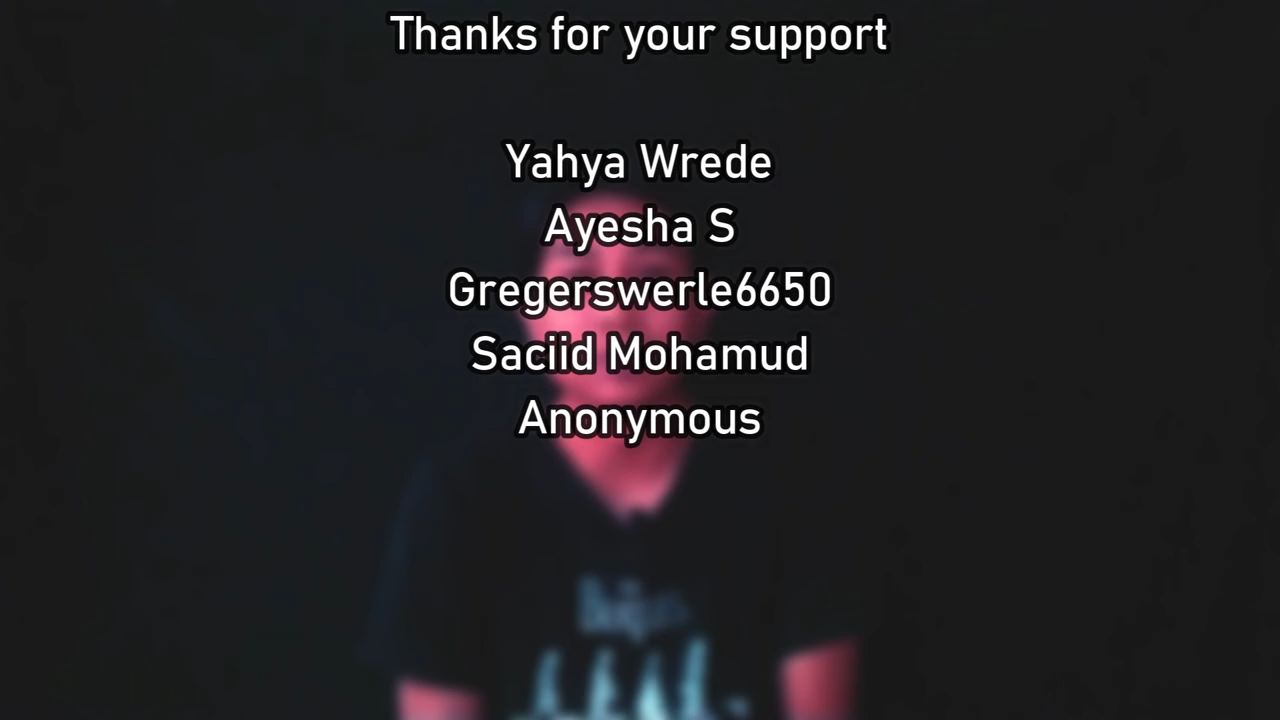 Thanks for your support
Yahya Wrede
Ayesha S
Gregerswerle6650
Saciid Mohamud
Anonymous